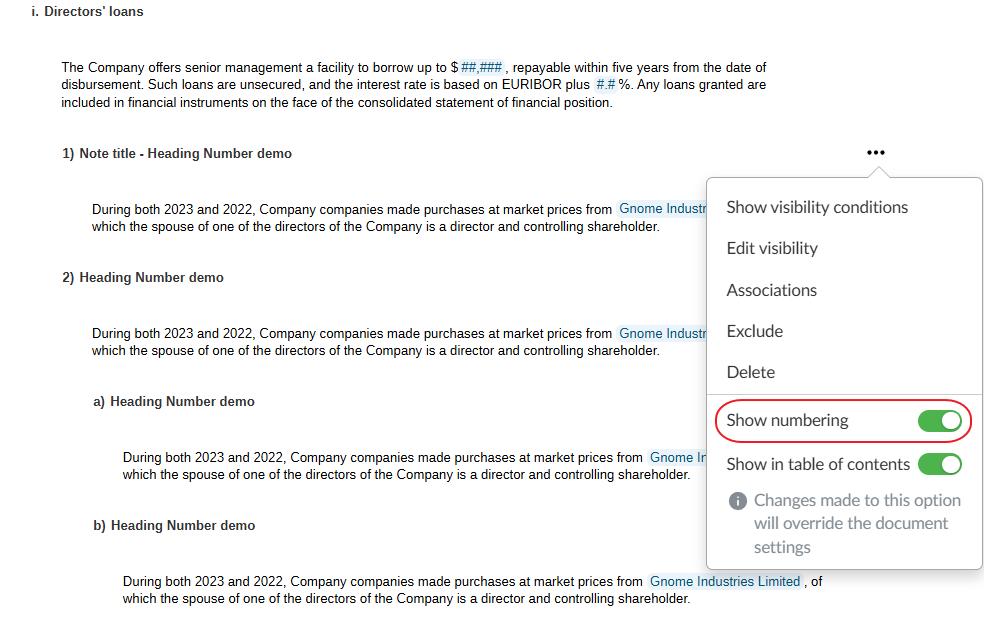 i. Directors' loans
The Company offers senior management a facility to borrow up to $ ##,### , repayable within five years from the date of
disbursement. Such loans are unsecured, and the interest rate is based on EURIBOR plus #.# %. Any loans granted are
included in financial instruments on the face of the consolidated statement of financial position.
1) Note title - Heading Number demo
•••
During both 2023 and 2022, Company companies made purchases at market prices from Gnome Industr
which the spouse of one of the directors of the Company is a director and controlling shareholder.
2) Heading Number demo
During both 2023 and 2022, Company companies made purchases at market prices from Gnome Industr
which the spouse of one of the directors of the Company is a director and controlling shareholder.
a) Heading Number demo
During both 2023 and 2022, Company companies made purchases at market prices from Gnome In
which the spouse of one of the directors of the Company is a director and controlling shareholder.
b) Heading Number demo
During both 2023 and 2022, Company companies made purchases at market prices from Gnome Industries Limited , of
which the spouse of one of the directors of the Company is a director and controlling shareholder.
Show visibility conditions
Edit visibility
Associations
Exclude
Delete
Show numbering
Show in table of contents
Changes made to this option
will override the document
settings